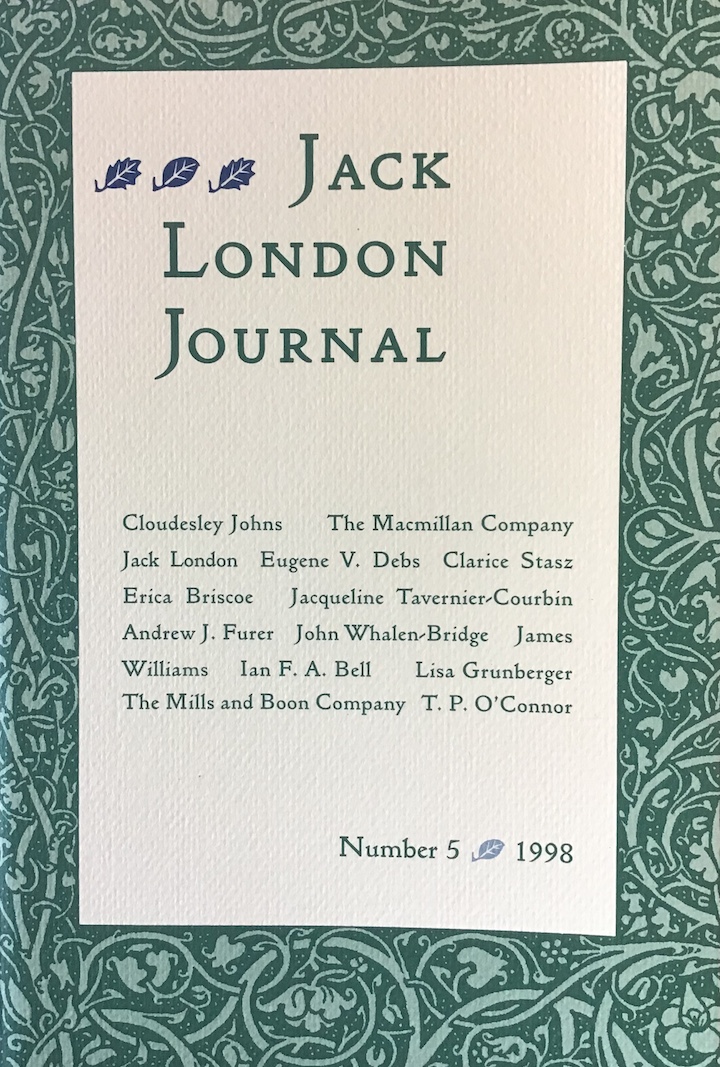 Jack
London
Journal
Cloudesley Johns The Macmillan Company
Jack London Eugene V. Debs Clarice Stasz
Erica Briscoe Jacqueline Tavernier-Courbin
Andrew J. Furer John Whalen-Bridge James
Williams Ian F. A. Bell Lisa Grunberger
The Mills and Boon Company T. P. O'Connor
Number 5 1998